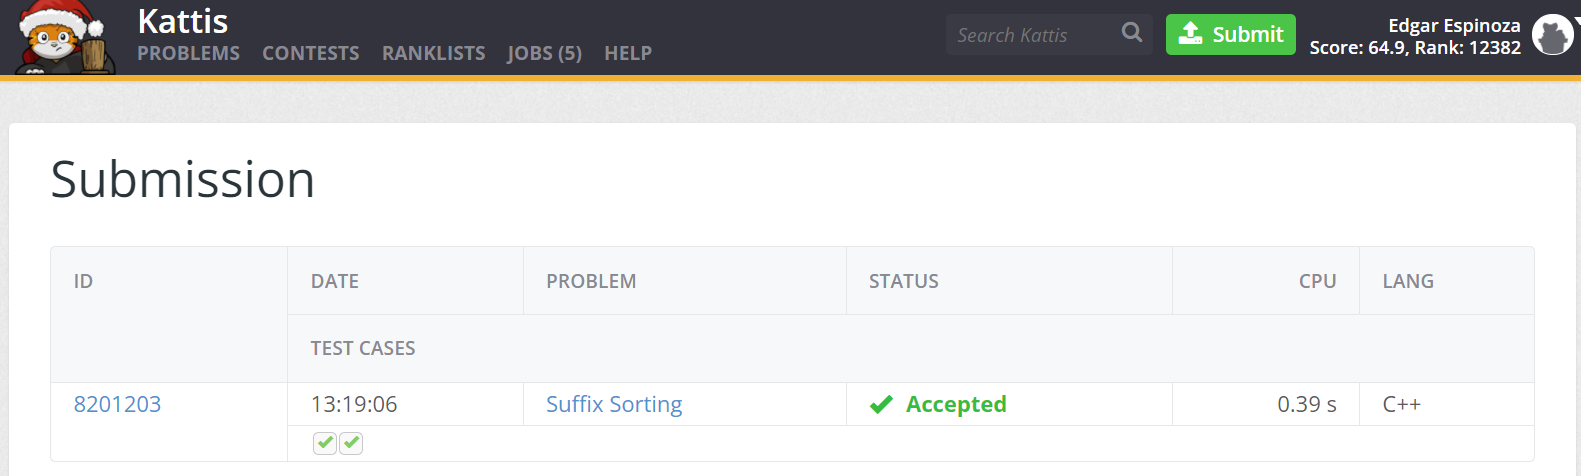 Kattis
PROBLEMS CONTESTS RANKLISTS JOBS (5) HELP
Search Kattis
Submit
Edgar Espinoza
Score: 64.9, Rank: 12382
Submission
ID DATE PROBLEM STATUS CPU LANG
TEST CASES
8201203 13:19:06 Suffix Sorting Accepted 0.39 s C++